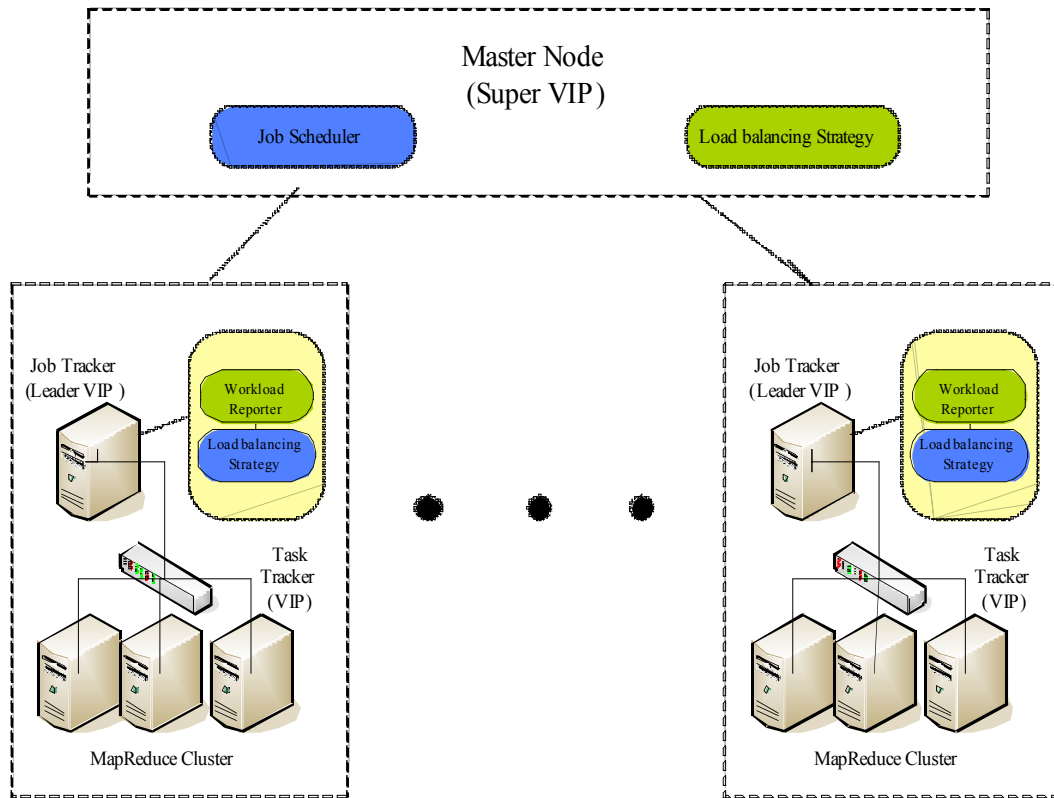 Master Node
(Super VIP)
Job Scheduler
Load balancing Strategy
Job Tracker
(Leader VIP)
Workload
Reporter
Load balancing
Strategy
Task
Tracker
(VIP)
MapReduce Cluster
Job Tracker
(Leader VIP)
Workload
Reporter
Load balancing
Strategy
Task
Tracker
(VIP)
MapReduce Cluster